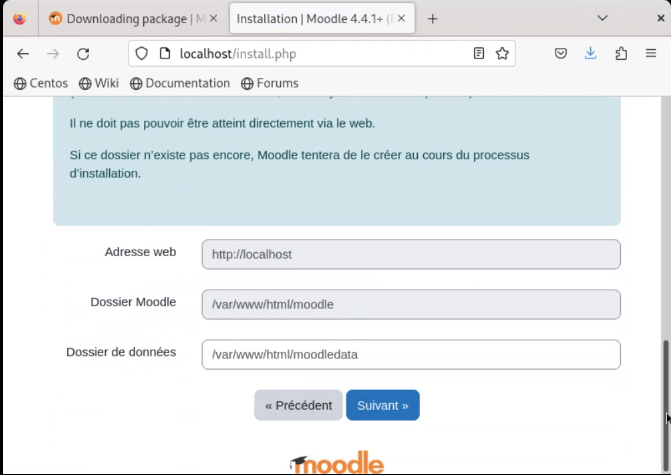 Downloading package | M
Installation | Moodle 4.4.1+ (
localhost/install.php
Centos
Wiki
Documentation
Forums
Il ne doit pas pouvoir être atteint directement via le web.
Si ce dossier n’existe pas encore, Moodle tentera de le créer au cours du processus
d’installation.
Adresse web
http://localhost
Dossier Moodle
/var/www/html/moodle
Dossier de données
/var/www/html/moodledata
« Précédent
Suivant »
moodle